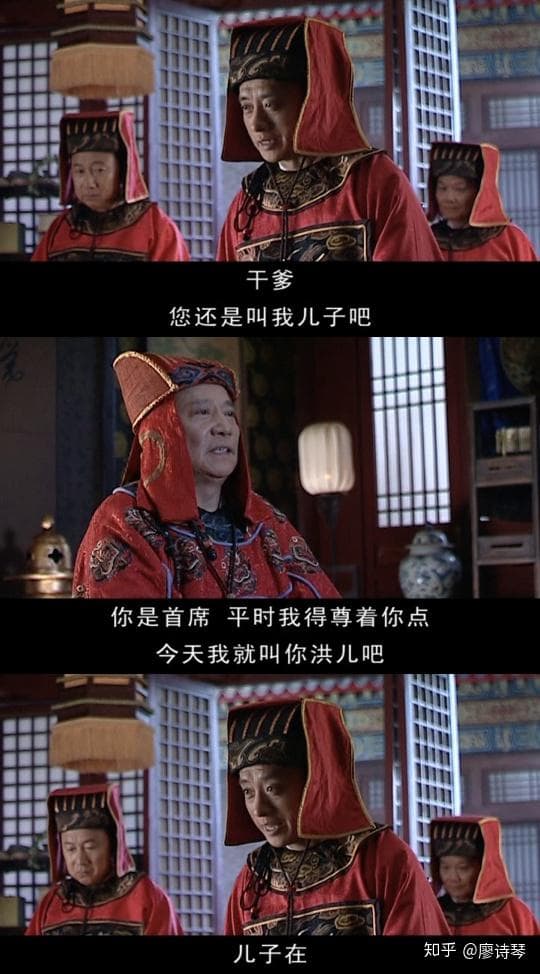 干爹
您还是叫我儿子吧
你是首席 平时我得尊着你点
今天我就叫你洪儿吧
儿子在
知乎 @廖诗琴